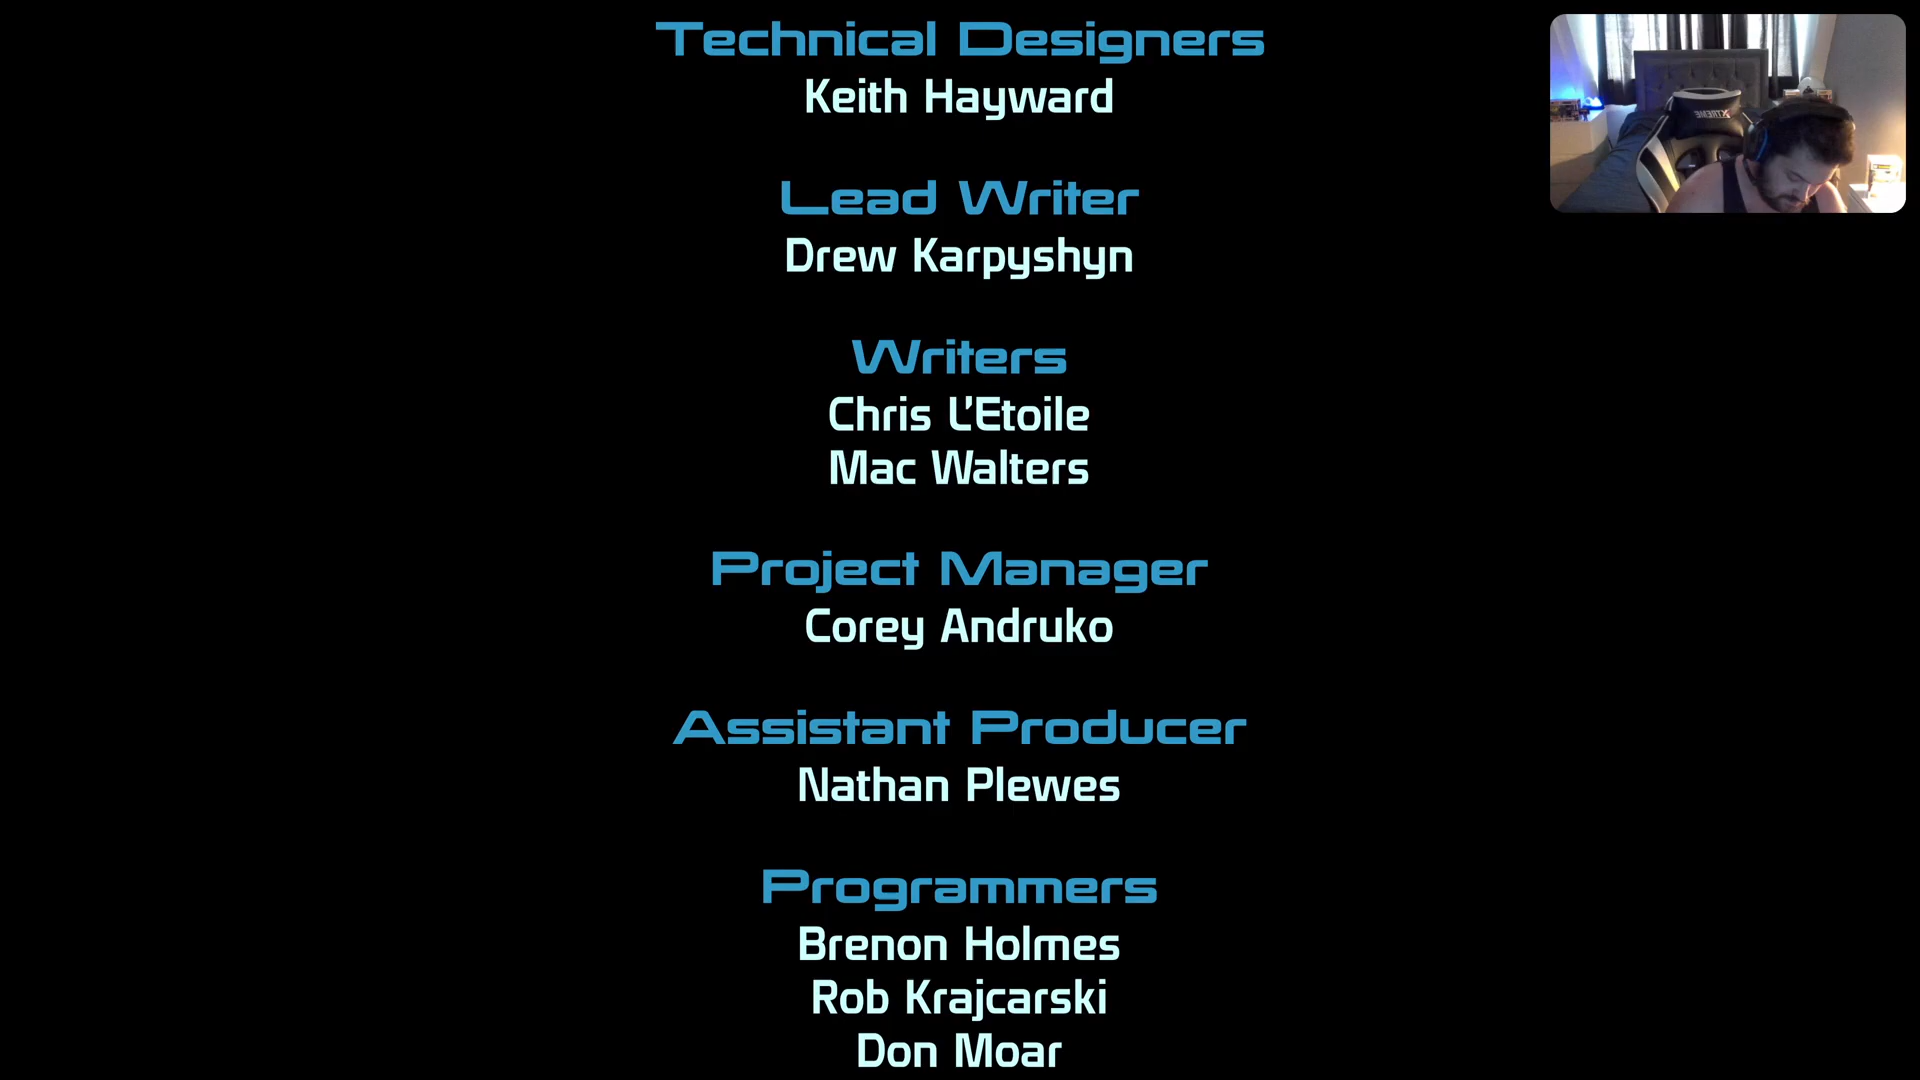 Technical Designers
Keith Hayward
Lead Writer
Drew Karpyshyn
Writers
Chris L'Etoile
Mac Walters
Project Manager
Corey Andruko
Assistant Producer
Nathan Plewes
Programmers
Brenon Holmes
Rob Krajcarski
Don Moar
XTREME